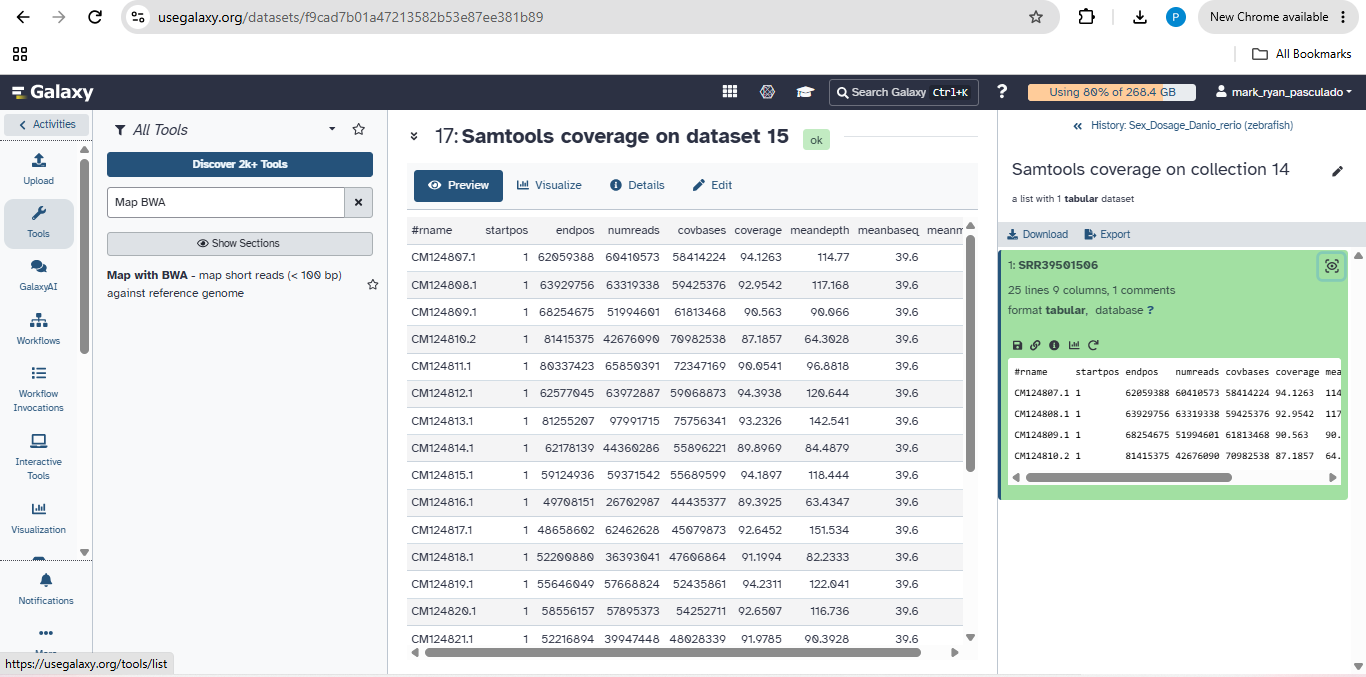 usegalaxy.org/datasets/f9cad7b01a47213582b53e87ee381b89
P
New Chrome available
All Bookmarks
Galaxy
Search Galaxy Ctrl+K
?
Using 80% of 268.4 GB
mark_ryan_pasculado
Activities
Upload
Tools
GalaxyAI
Workflows
Workflow
Invocations
Interactive
Tools
Visualization
Notifications
https://usegalaxy.org/tools/list
All Tools
Discover 2k+ Tools
Map BWA
Show Sections
Map with BWA - map short reads (< 100 bp)
against reference genome
17: Samtools coverage on dataset 15 ok
Preview Visualize Details Edit
#rname startpos endpos numreads covbases coverage meandepth meanbaseq meanm
CM124807.1 1 62059388 60410573 58414224 94.1263 114.77 39.6
CM124808.1 1 63929756 63319338 59425376 92.9542 117.168 39.6
CM124809.1 1 68254675 51994601 61813468 90.563 90.066 39.6
CM124810.2 1 81415375 42676090 70982538 87.1857 64.3028 39.6
CM124811.1 1 80337423 65850391 72347169 90.0541 96.8818 39.6
CM124812.1 1 62577045 63972887 59068873 94.3938 120.644 39.6
CM124813.1 1 81255207 97991715 75756341 93.2326 142.541 39.6
CM124814.1 1 62178139 44360286 55896221 89.8969 84.4879 39.6
CM124815.1 1 59124936 59371542 55689599 94.1897 118.444 39.6
CM124816.1 1 49708151 26702987 44435377 89.3925 63.4347 39.6
CM124817.1 1 48658602 62462628 45079873 92.6452 151.534 39.6
CM124818.1 1 52200880 36393041 47606864 91.1994 82.2333 39.6
CM124819.1 1 55646049 57668824 52435861 94.2311 122.041 39.6
CM124820.1 1 58556157 57895373 54252711 92.6507 116.736 39.6
CM124821.1 1 52216894 39947448 48028339 91.9785 90.3928 39.6
History: Sex_Dosage_Danio_rerio (zebrafish)
Samtools coverage on collection 14
a list with 1 tabular dataset
Download Export
1: SRR39501506
25 lines 9 columns, 1 comments
format tabular, database ?
#rname startpos endpos numreads covbases coverage mea
CM124807.1 1 62059388 60410573 58414224 94.1263 114
CM124808.1 1 63929756 63319338 59425376 92.9542 117
CM124809.1 1 68254675 51994601 61813468 90.563 90.
CM124810.2 1 81415375 42676090 70982538 87.1857 64.